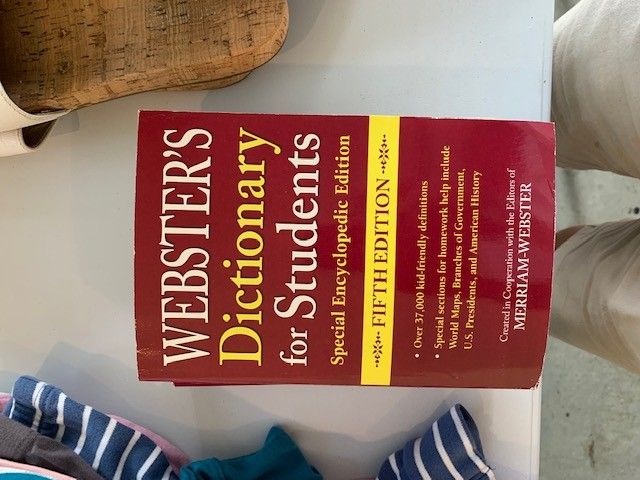 WEBSTER'S
Dictionary
for Students
Special Encyclopedic Edition
FIFTH EDITION
• Over 37,000 kid-friendly definitions
• Special sections for homework help include
World Maps, Branches of Government,
U.S. Presidents, and American History
Created in Cooperation with the Editors of
MERRIAM-WEBSTER